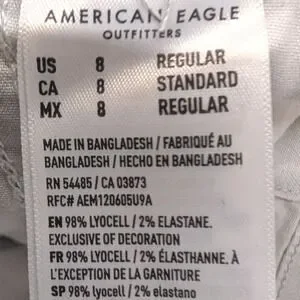 AMERICAN EAGLE
OUTFITTERS
US 8 REGULAR
CA 8 STANDARD
MX 8 REGULAR
MADE IN BANGLADESH / FABRIQUÉ AU
BANGLADESH / HECHO EN BANGLADESH
RN 54485 / CA 03873
RFC# AEM120605U9A
EN 98% LYOCELL / 2% ELASTANE.
EXCLUSIVE OF DECORATION
FR 98% LYOCELL / 2% ÉLASTHANNE. À
L'EXCEPTION DE LA GARNITURE
SP 98% lyocell / 2% elastano